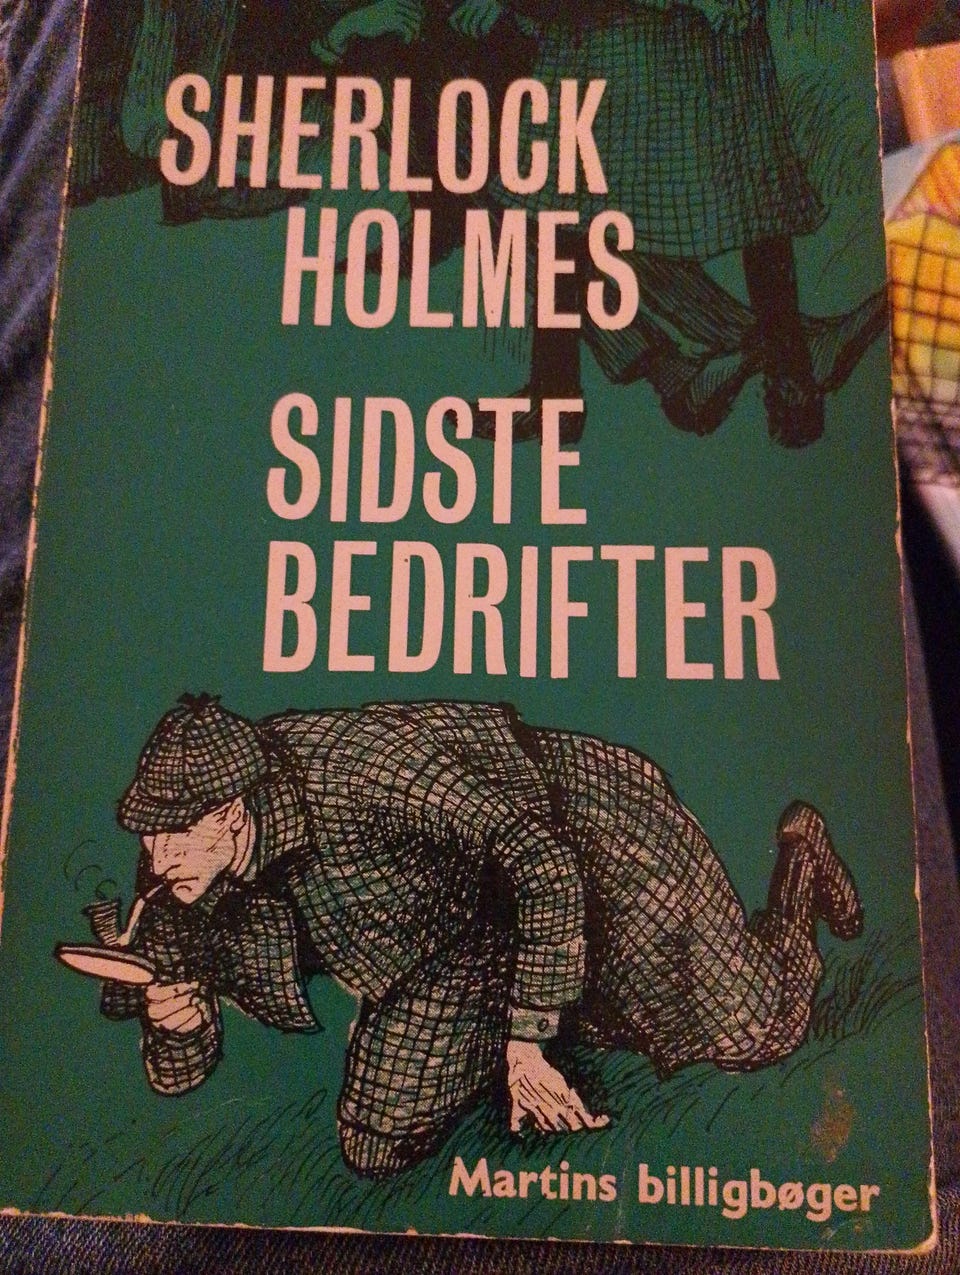 SHERLOCK
HOLMES
SIDSTE
BEDRIFTER
Martins billigbøger